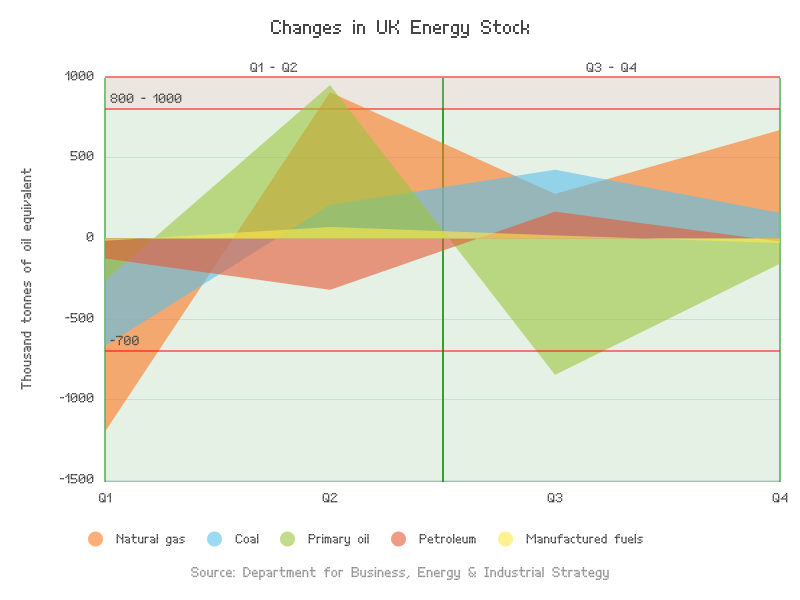 Changes in UK Energy Stock
Q1 - Q2
Q3 - Q4
1000
800 - 1000
500
0
-500
-700
-1000
-1500
Thousand tonnes of oil equivalent
Q1
Q2
Q3
Q4
Natural gas
Coal
Primary oil
Petroleum
Manufactured fuels
Source: Department for Business, Energy & Industrial Strategy